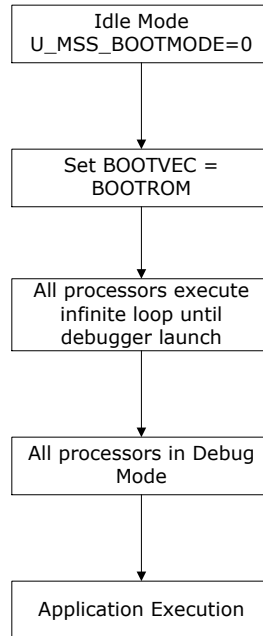 Idle Mode
U_MSS_BOOTMODE=0
Set BOOTVEC =
BOOTROM
All processors execute
infinite loop until
debugger launch
All processors in Debug
Mode
Application Execution